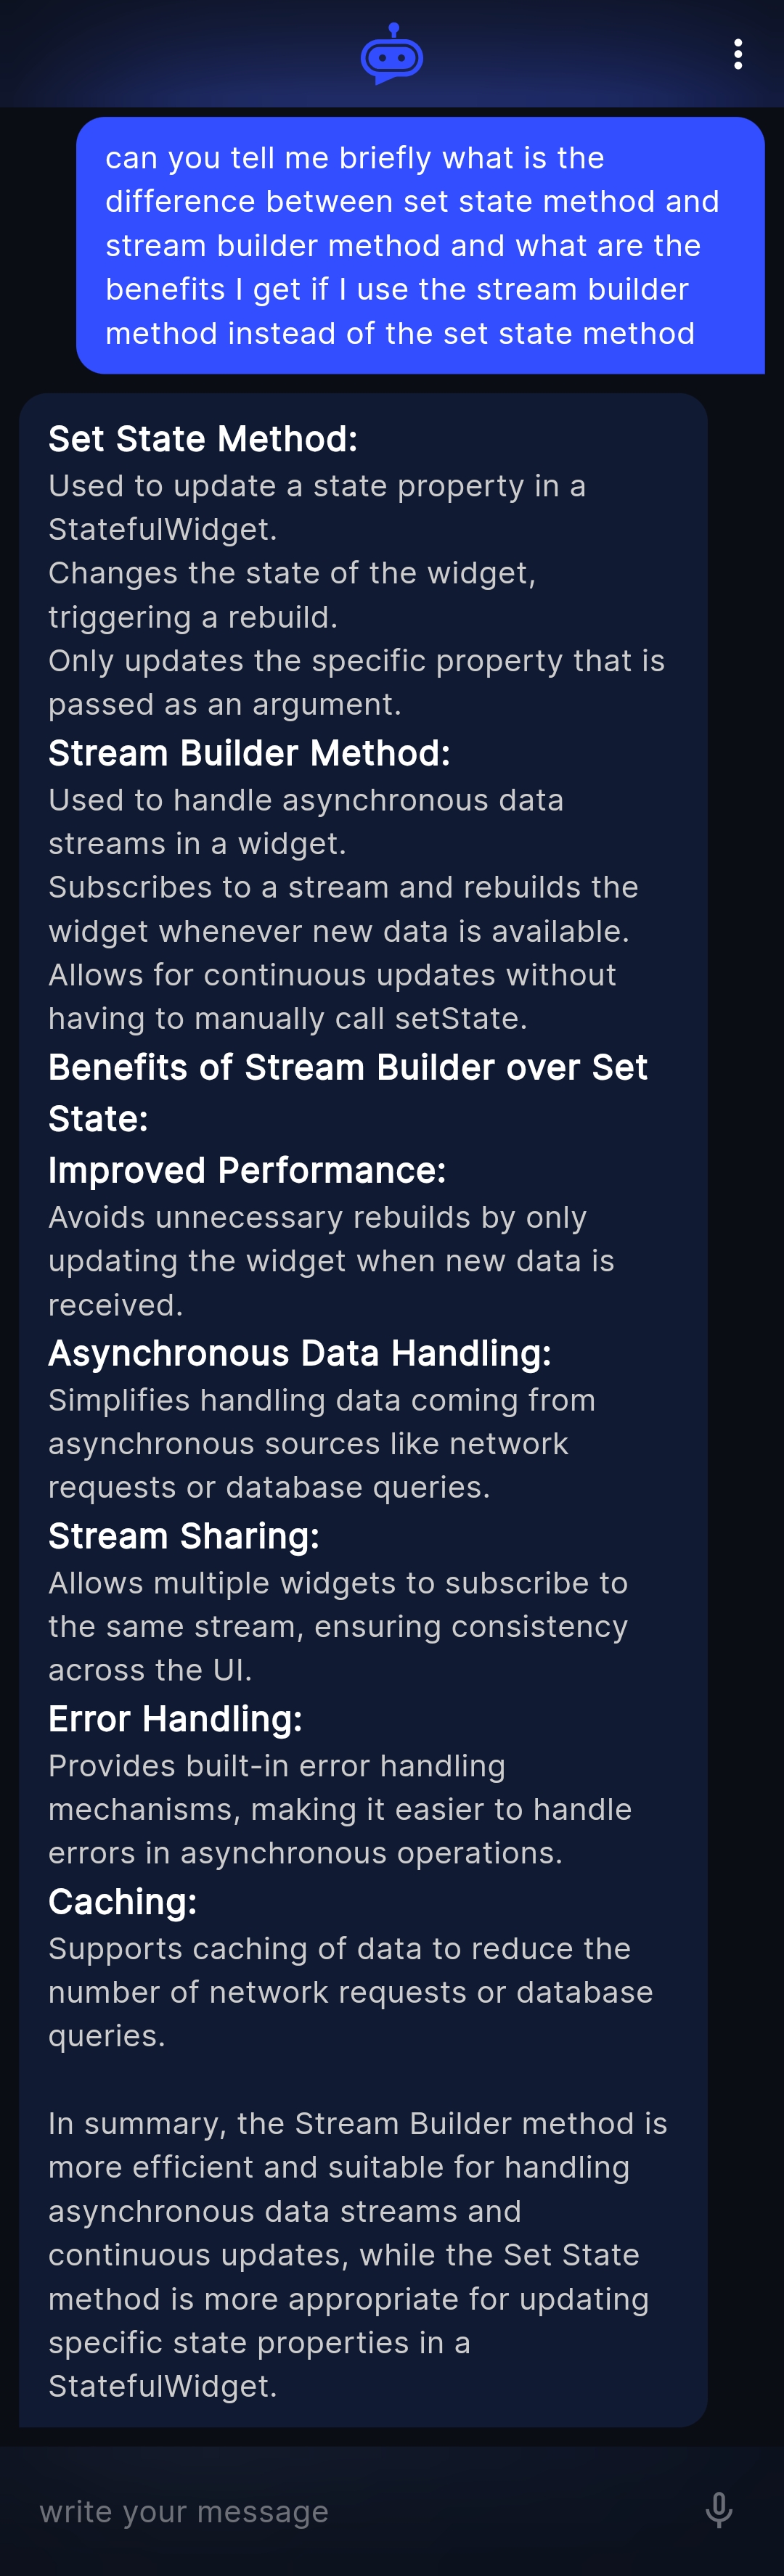 can you tell me briefly what is the
difference between set state method and
stream builder method and what are the
benefits I get if I use the stream builder
method instead of the set state method
Set State Method:
Used to update a state property in a
StatefulWidget.
Changes the state of the widget,
triggering a rebuild.
Only updates the specific property that is
passed as an argument.
Stream Builder Method:
Used to handle asynchronous data
streams in a widget.
Subscribes to a stream and rebuilds the
widget whenever new data is available.
Allows for continuous updates without
having to manually call setState.
Benefits of Stream Builder over Set
State:
Improved Performance:
Avoids unnecessary rebuilds by only
updating the widget when new data is
received.
Asynchronous Data Handling:
Simplifies handling data coming from
asynchronous sources like network
requests or database queries.
Stream Sharing:
Allows multiple widgets to subscribe to
the same stream, ensuring consistency
across the UI.
Error Handling:
Provides built-in error handling
mechanisms, making it easier to handle
errors in asynchronous operations.
Caching:
Supports caching of data to reduce the
number of network requests or database
queries.
In summary, the Stream Builder method is
more efficient and suitable for handling
asynchronous data streams and
continuous updates, while the Set State
method is more appropriate for updating
specific state properties in a
StatefulWidget.
write your message